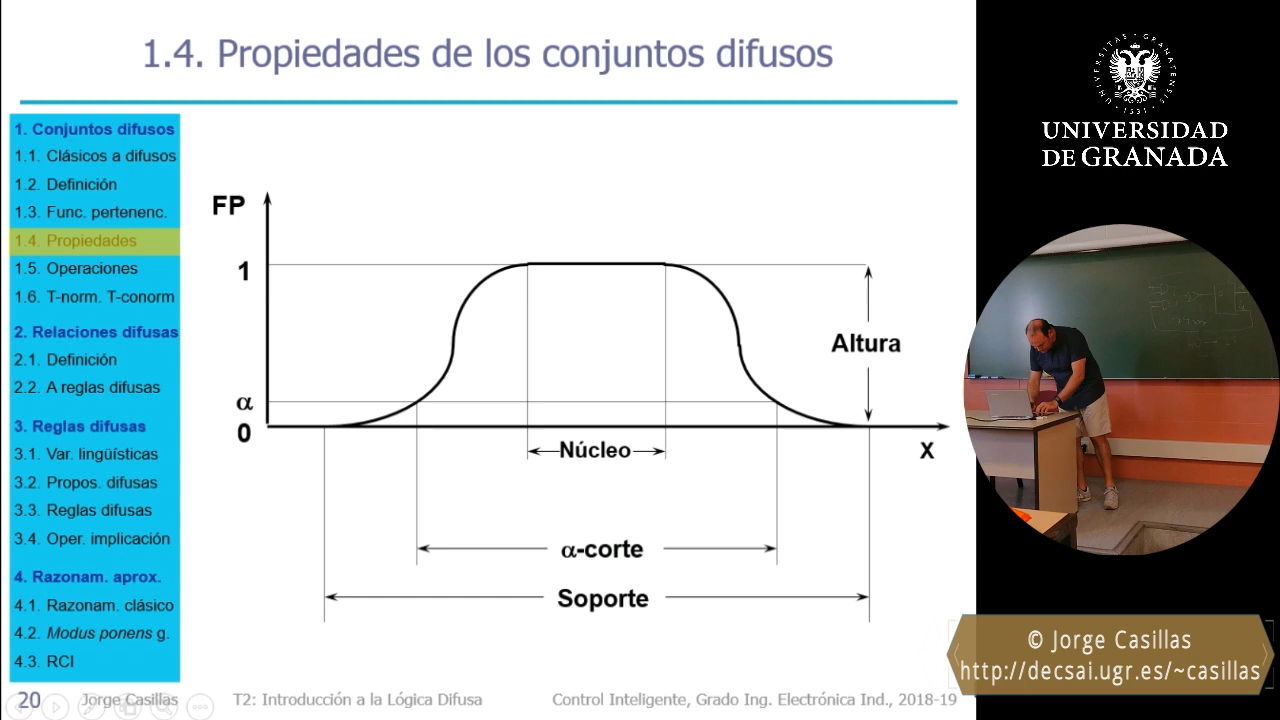 1.4. Propiedades de los conjuntos difusos
1. Conjuntos difusos
1.1. Clásicos a difusos
1.2. Definición
1.3. Func. pertenenc.
1.4. Propiedades
1.5. Operaciones
1.6. T-norm. T-conorm
2. Relaciones difusas
2.1. Definición
2.2. A reglas difusas
3. Reglas difusas
3.1. Var. lingüísticas
3.2. Propos. difusas
3.3. Reglas difusas
3.4. Oper. implicación
4. Razonam. aprox.
4.1. Razonam. clásico
4.2. Modus ponens g.
4.3. RCI
FP
1
α
0
Altura
X
Núcleo
α-corte
Soporte
20
Jorge Casillas
T2: Introducción a la Lógica Difusa
Control Inteligente, Grado Ing. Electrónica Ind., 2018-19
UNIVERSITAS GRANATENSIS
1531
UNIVERSIDAD
DE GRANADA
© Jorge Casillas
http://decsai.ugr.es/~casillas